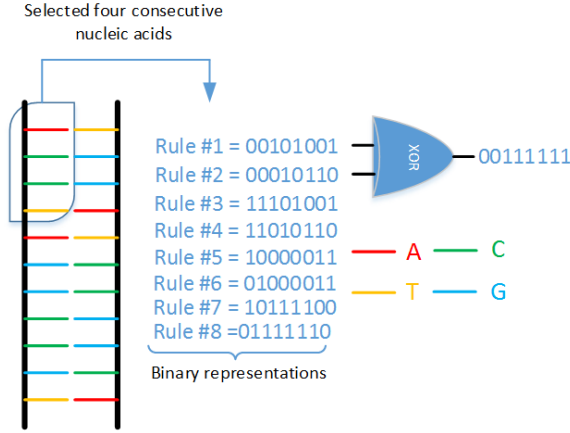 Selected four consecutive
nucleic acids
Rule #1 = 00101001
Rule #2 = 00010110
Rule #3 = 11101001
Rule #4 = 11010110
Rule #5 = 10000011
Rule #6 = 01000011
Rule #7 = 10111100
Rule #8 =01111110
Binary representations
XOR
00111111
A
C
T
G